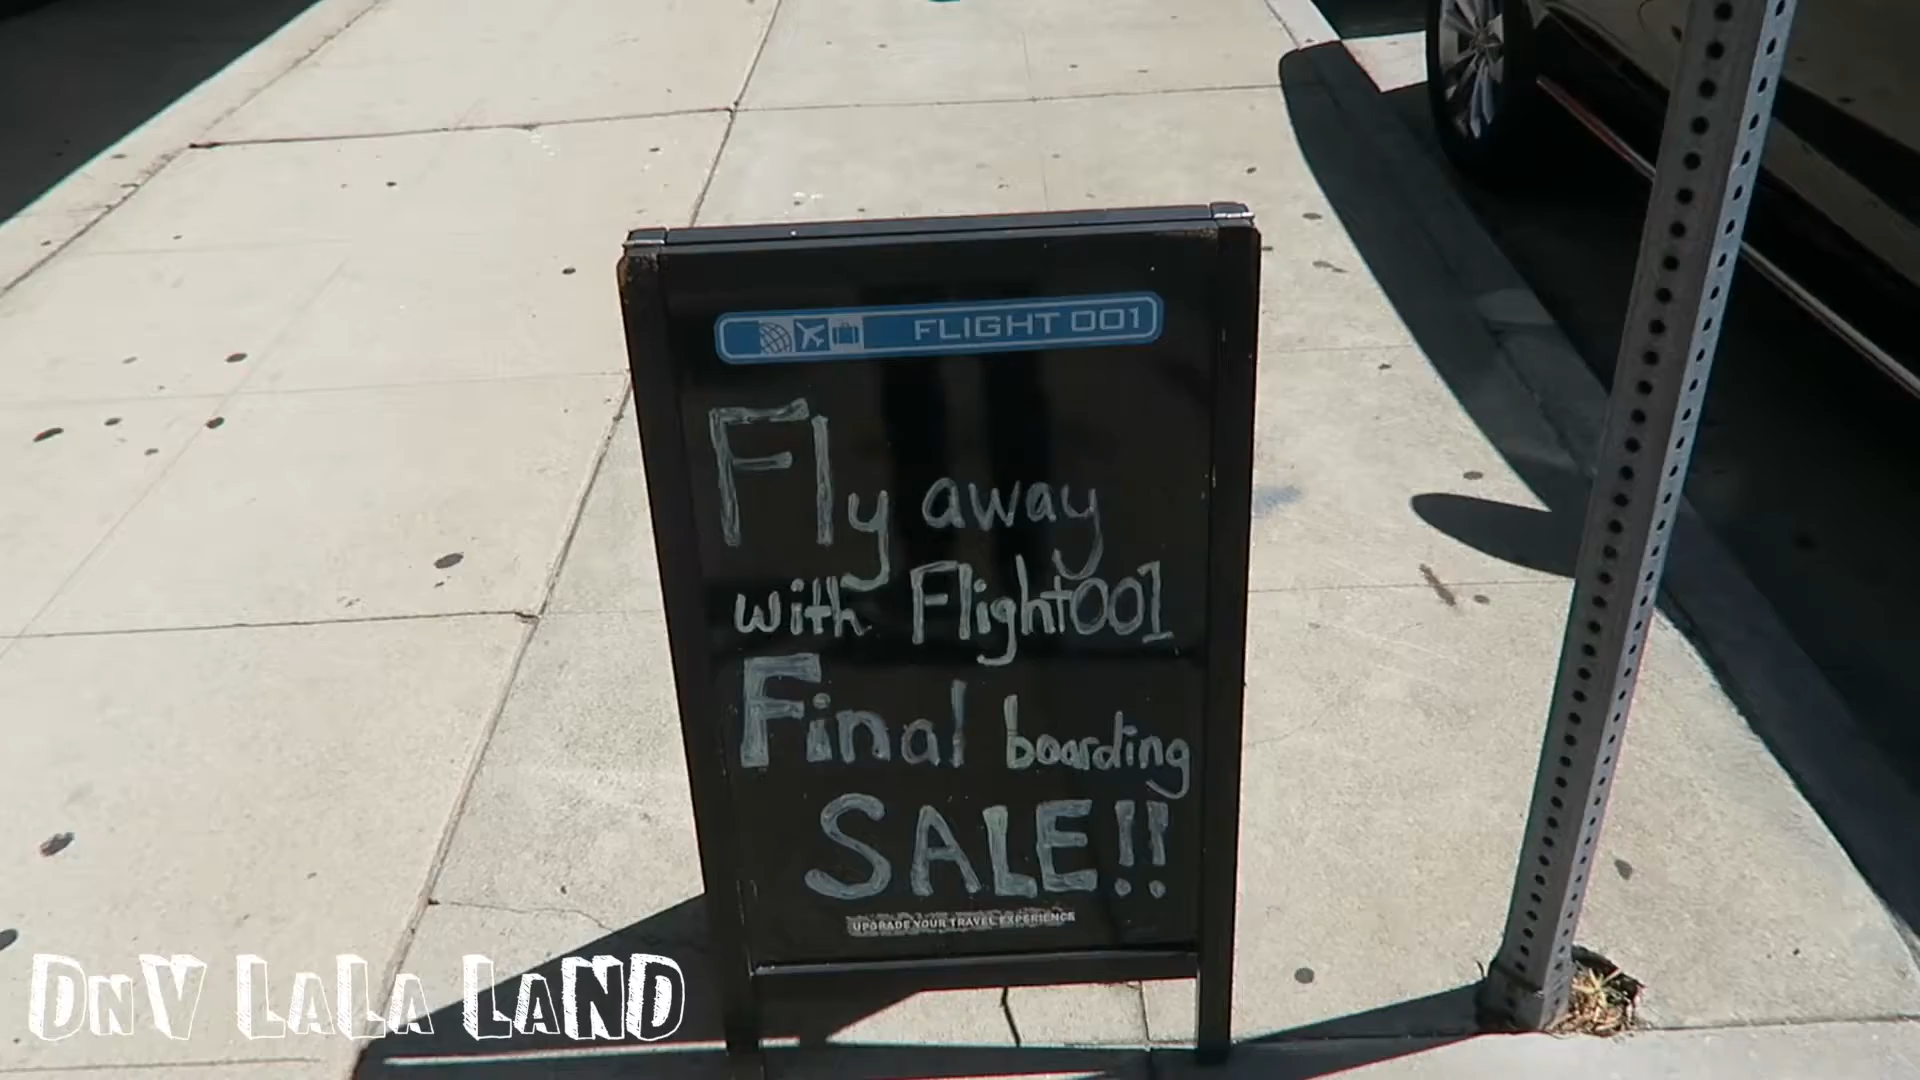 FLIGHT 001
Fly away
with Flight001
Final boarding
SALE!!
UPGRADE YOUR TRAVEL EXPERIENCE
DnV LaLa LaND